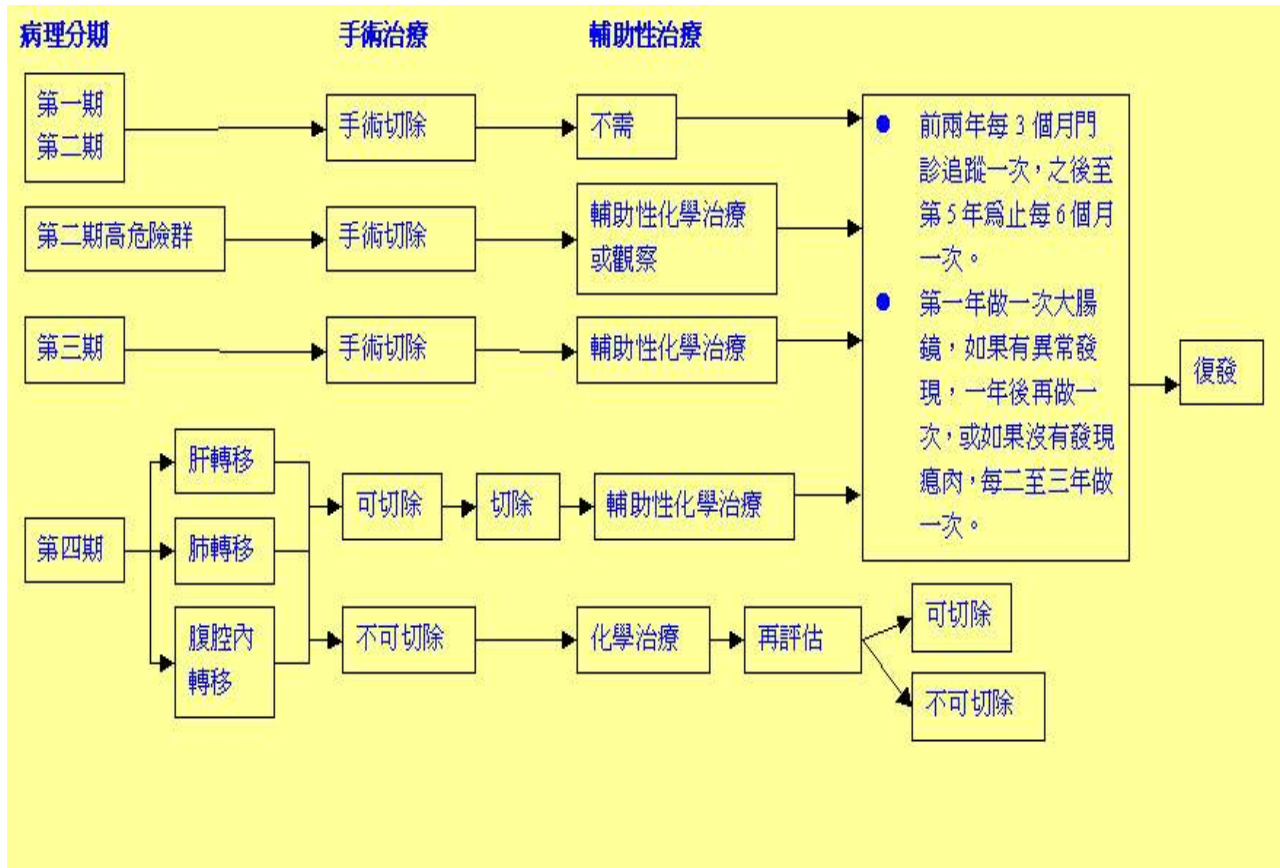 病理分期
手術治療
輔助性治療
第一期
第二期
手術切除
不需
第二期高危險群
手術切除
輔助性化學治療
或觀察
第三期
手術切除
輔助性化學治療
第四期
肝轉移
肺轉移
腹腔內
轉移
可切除
切除
輔助性化學治療
不可切除
化學治療
再評估
可切除
不可切除
● 前兩年每3個月門
診追蹤一次,之後至
第5年爲止每6個月
一次。
● 第一年做一次大腸
鏡,如果有異常發
現,一年後再做一
次,或如果沒有發現
瘜肉,每二至三年做
一次。
復發